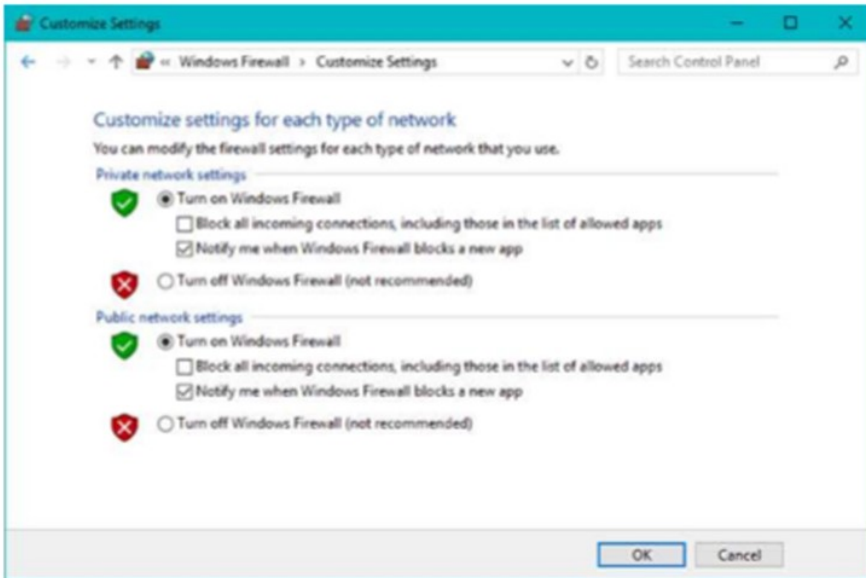 Customize Settings
« Windows Firewall › Customize Settings
Search Control Panel
Customize settings for each type of network
You can modify the firewall settings for each type of network that you use.
Private network settings
Turn on Windows Firewall
Block all incoming connections, including those in the list of allowed apps
Notify me when Windows Firewall blocks a new app
Turn off Windows Firewall (not recommended)
Public network settings
Turn on Windows Firewall
Block all incoming connections, including those in the list of allowed apps
Notify me when Windows Firewall blocks a new app
Turn off Windows Firewall (not recommended)
OK Cancel